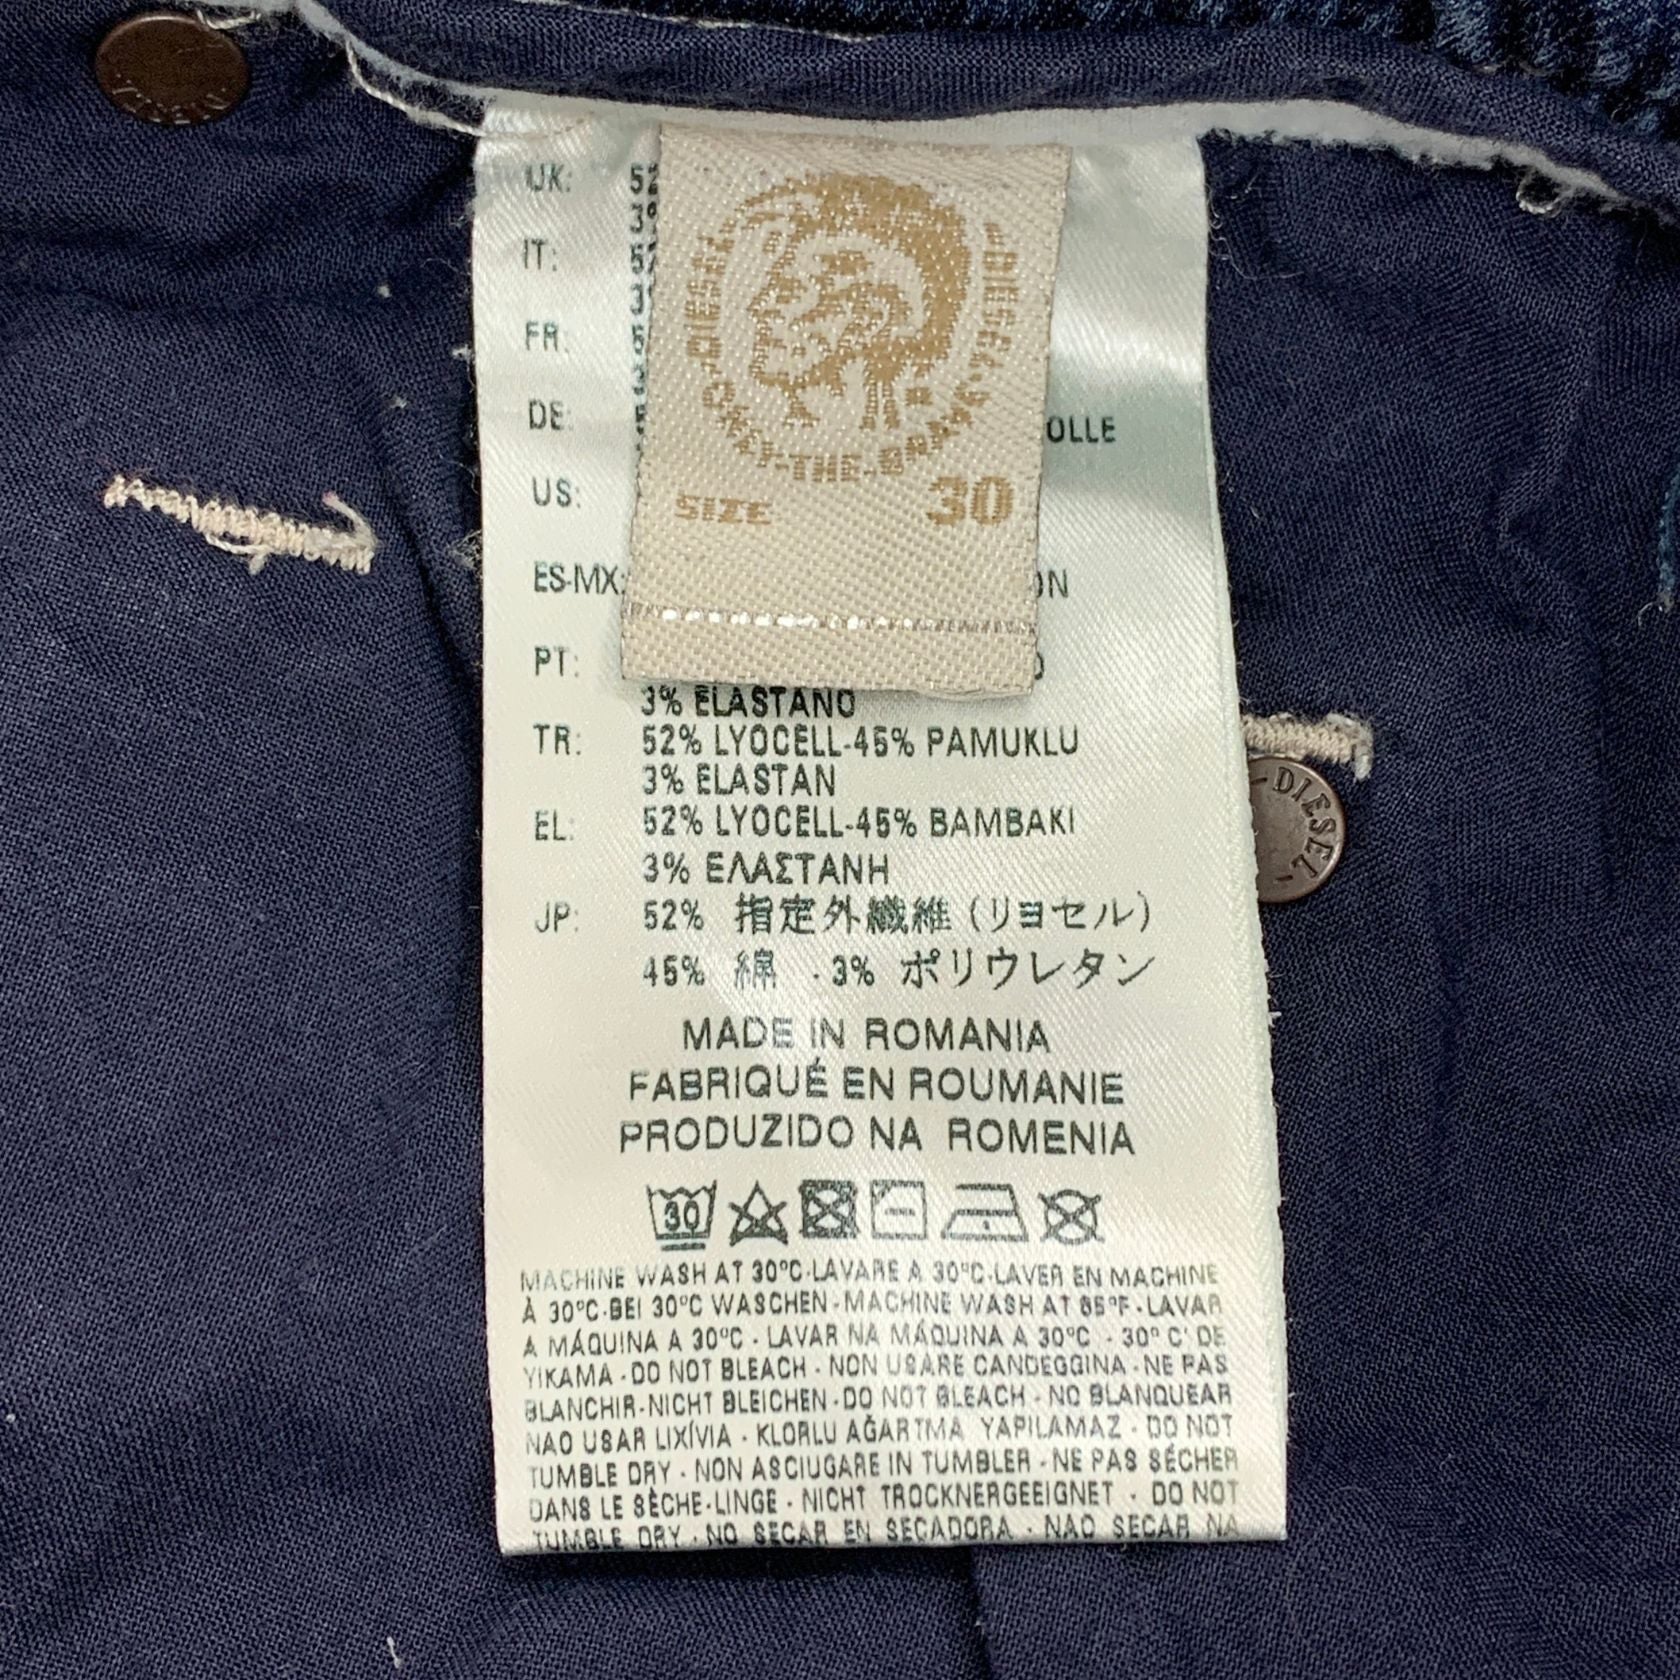 UK: 52
3%
IT: 52
3%
FR:
DE: OLLE
US:
ES-MX:
PT:
DIESEL
ONLY-THE-BRAVE
SIZE 30
3% ELASTANO
TR: 52% LYOCELL-45% PAMUKLU
3% ELASTAN
EL: 52% LYOCELL-45% BAMBAKI
3% ΕΛΑΣΤΑΝΗ
JP: 52% 指定外繊維 (リヨセル)
45% 綿 · 3% ポリウレタン
MADE IN ROMANIA
FABRIQUÉ EN ROUMANIE
PRODUZIDO NA ROMENIA
30
MACHINE WASH AT 30°C·LAVARE A 30°C·LAVER EN MACHINE
À 30°C·BEI 30°C WASCHEN·MACHINE WASH AT 85°F·LAVAR
A MÁQUINA A 30°C · LAVAR NA MÁQUINA A 30°C · 30° C' DE
YIKAMA · DO NOT BLEACH · NON USARE CANDEGGINA · NE PAS
BLANCHIR·NICHT BLEICHEN·DO NOT BLEACH · NO BLANQUEAR
NAO USAR LIXÍVIA · KLORLU AĞARTMA YAPILAMAZ · DO NOT
TUMBLE DRY · NON ASCIUGARE IN TUMBLER · NE PAS SÉCHER
DANS LE SÈCHE-LINGE · NICHT TROCKNERGEEIGNET · DO NOT
TUMBLE DRY · NO SECAR EN SECADORA · NAO SECAR NA
DIESEL